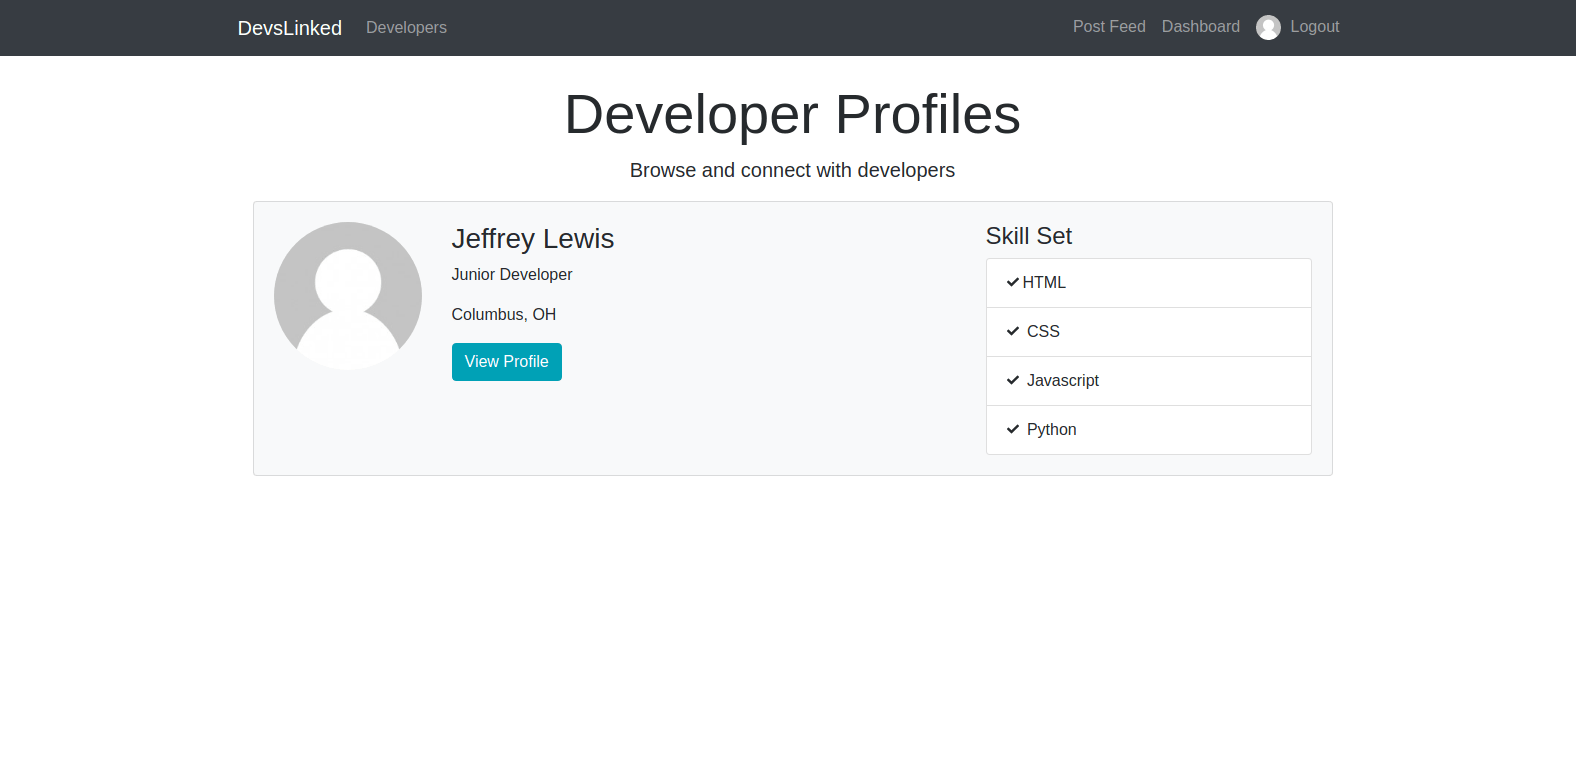 DevsLinked Developers Post Feed Dashboard Logout
Developer Profiles
Browse and connect with developers
Jeffrey Lewis
Junior Developer
Columbus, OH
View Profile
Skill Set
HTML
CSS
Javascript
Python